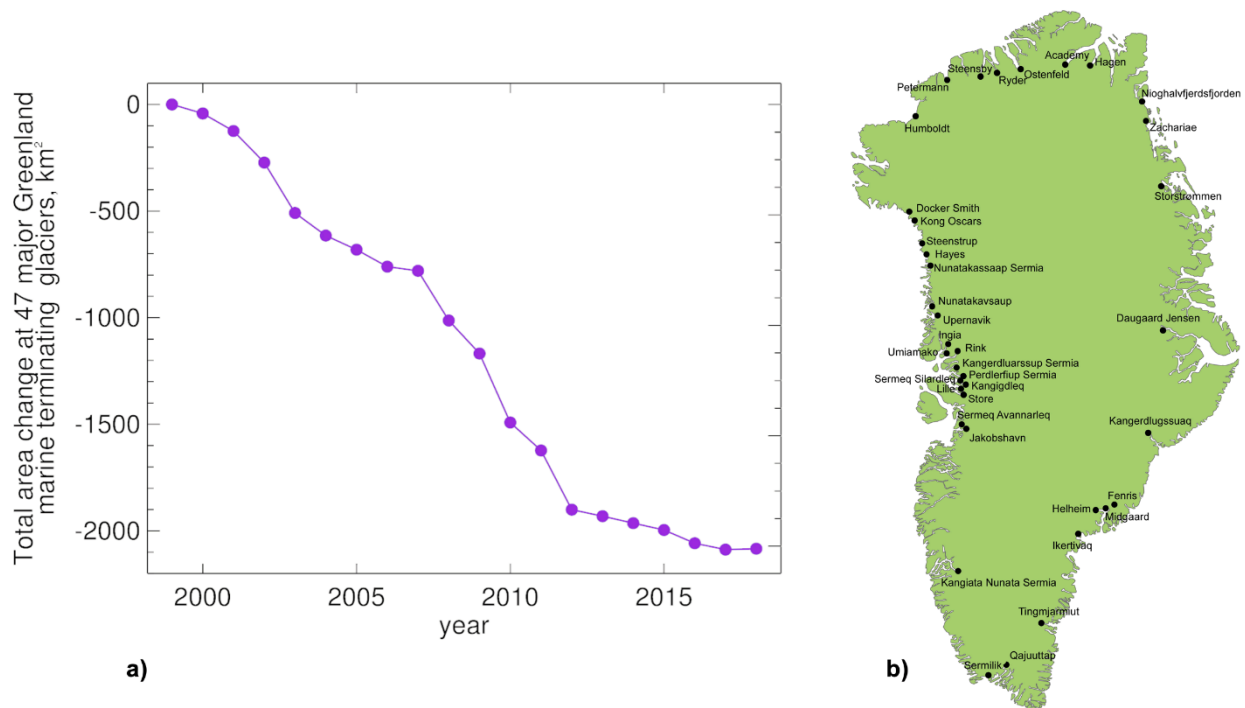 Total area change at 47 major Greenland
marine terminating glaciers, km²
0
-500
-1000
-1500
-2000
2000
2005
2010
2015
year
a)
Academy
Hagen
Steensby
Ostenfeld
Ryder
Petermann
Nioghalvfjerdsfjorden
Humboldt
Zachariae
Storstrømmen
Docker Smith
Kong Oscars
Steenstrup
Hayes
Nunatakassaap Sermia
Nunatakavsaup
Upernavik
Daugaard Jensen
Ingia
Rink
Umiamako
Kangerdluarssup Sermia
Perdlerfiup Sermia
Sermeq Silardleq
Kangigdleq
Lille
Store
Sermeq Avannarleq
Jakobshavn
Kangerdlugssuaq
Fenris
Helheim
Midgaard
Ikertivaq
Kangiata Nunata Sermia
Tingmjarmiut
Qajuuttap
Sermilik
b)